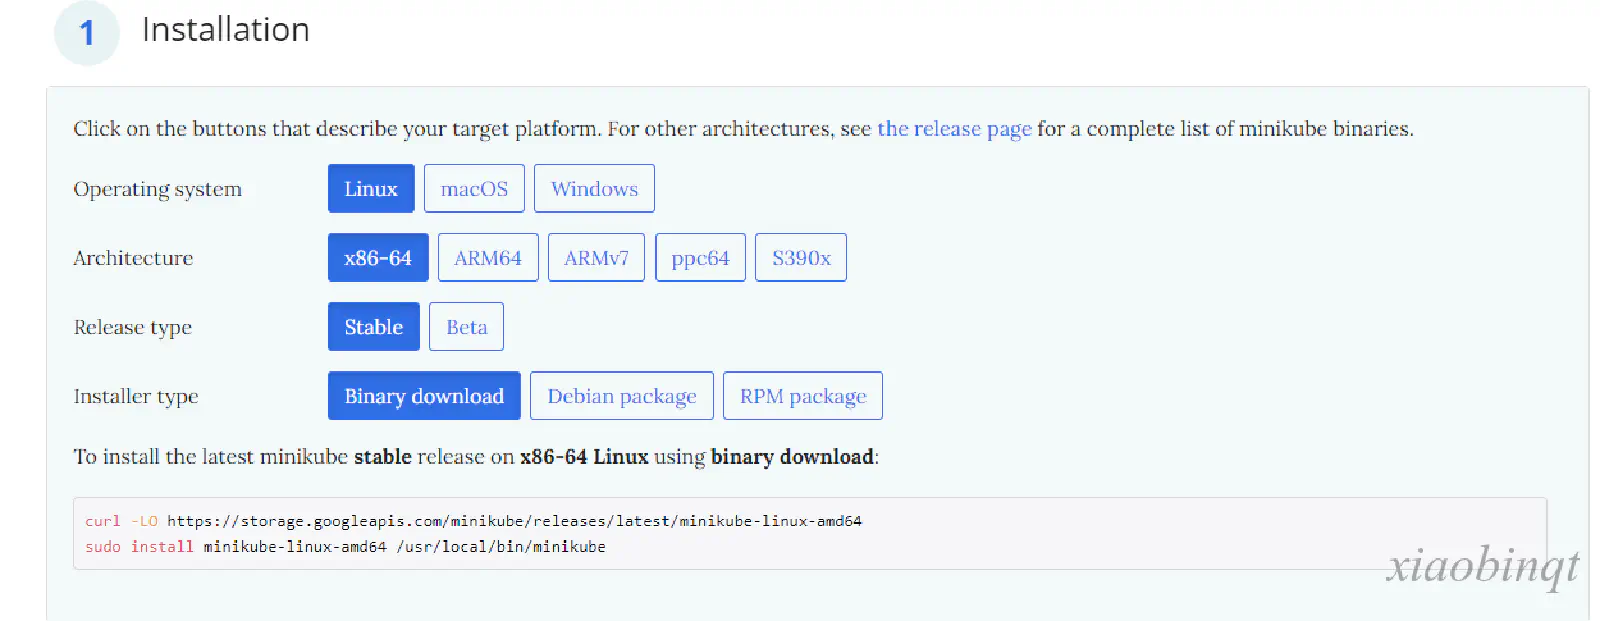 1 Installation
Click on the buttons that describe your target platform. For other architectures, see the release page for a complete list of minikube binaries.
Operating system Linux macOS Windows
Architecture x86-64 ARM64 ARMv7 ppc64 S390x
Release type Stable Beta
Installer type Binary download Debian package RPM package
To install the latest minikube stable release on x86-64 Linux using binary download:
curl -LO https://storage.googleapis.com/minikube/releases/latest/minikube-linux-amd64
sudo install minikube-linux-amd64 /usr/local/bin/minikube
xiaobinqt